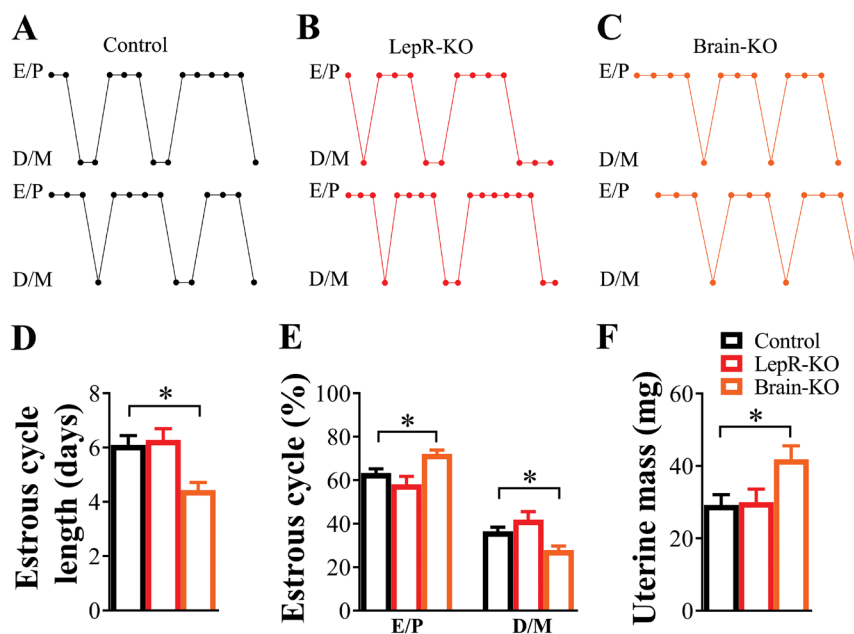 A
Control
E/P
D/M
E/P
D/M
B
LepR-KO
E/P
D/M
E/P
D/M
C
Brain-KO
E/P
D/M
E/P
D/M
D
Estrous cycle
length (days)
8
6
4
2
0
*
E
Estrous cycle (%)
100
80
60
40
20
0
*
*
E/P
D/M
F
Control
LepR-KO
Brain-KO
Uterine mass (mg)
60
40
20
0
*